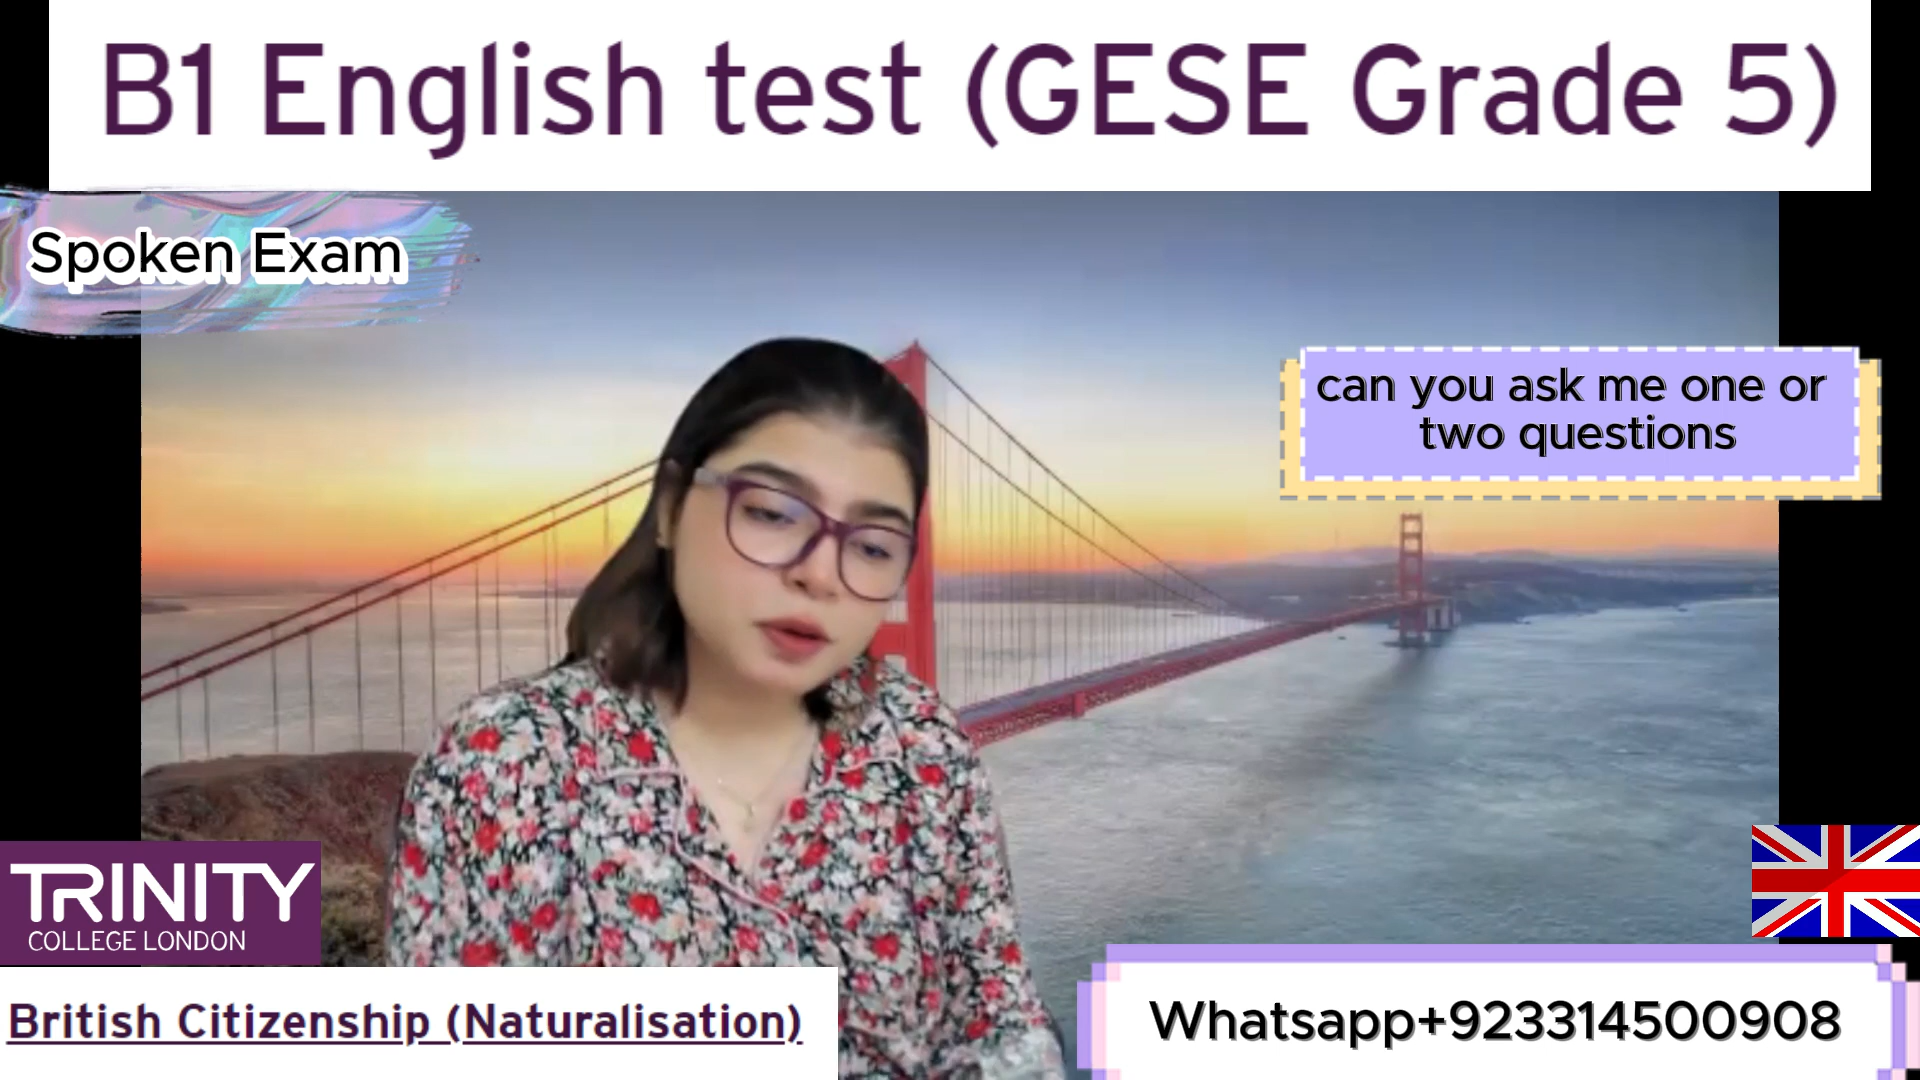 B1 English test (GESE Grade 5)
Spoken Exam
can you ask me one or
two questions
TRINITY
COLLEGE LONDON
British Citizenship (Naturalisation)
Whatsapp+923314500908